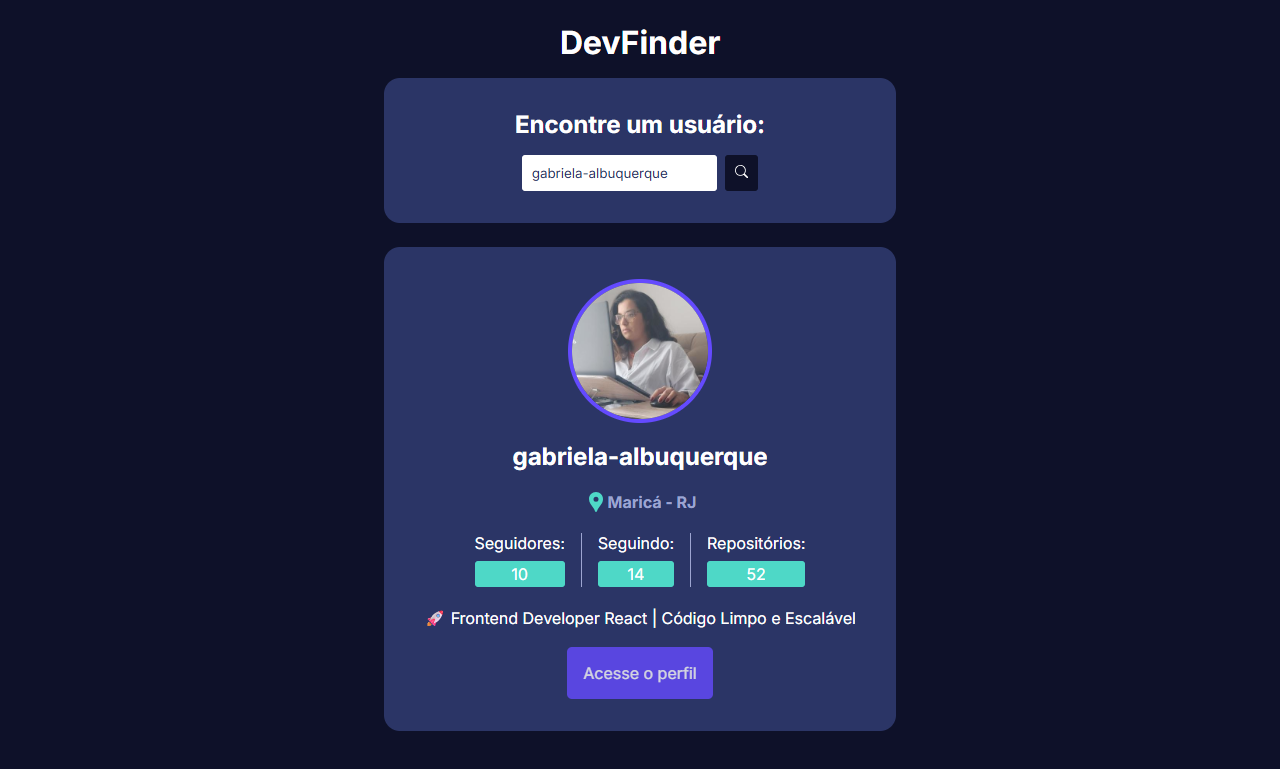 DevFinder
Encontre um usuário:
gabriela-albuquerque
gabriela-albuquerque
Maricá - RJ
Seguidores: Seguindo: Repositórios:
10 14 52
🚀 Frontend Developer React | Código Limpo e Escalável
Acesse o perfil